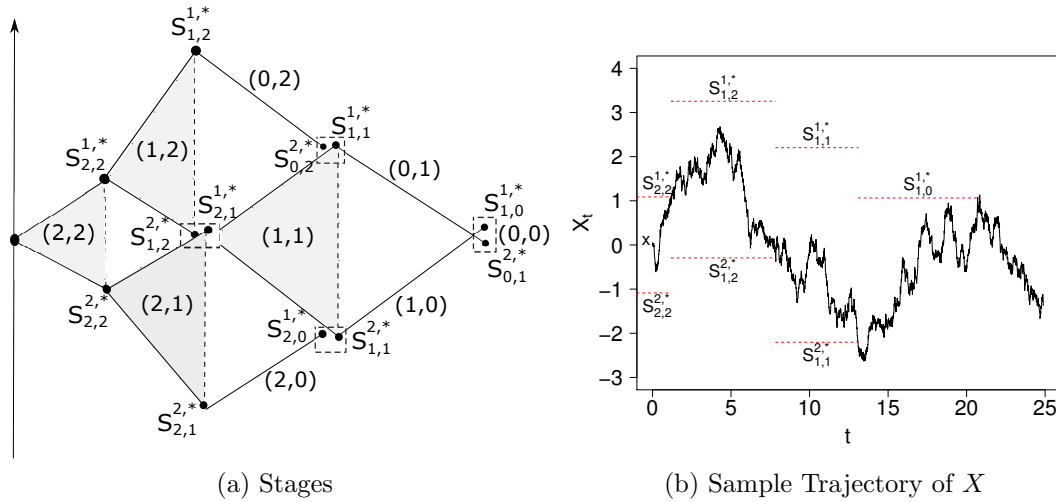 S_{1,2}^{1,*}
(0,2)
S_{2,2}^{1,*}
(1,2)
S_{0,2}^{2,*}
S_{1,1}^{1,*}
(0,1)
(2,2)
S_{1,2}^{2,*}
S_{2,1}^{1,*}
(1,1)
S_{1,0}^{1,*}
(0,0)
S_{0,1}^{2,*}
S_{2,2}^{2,*}
(2,1)
S_{2,0}^{1,*}
S_{1,1}^{2,*}
(1,0)
(2,0)
S_{2,1}^{2,*}
(a) Stages
X_t
4
3
2
1
0
−1
−2
−3
S_{1,2}^{1,*}
S_{1,1}^{1,*}
S_{2,2}^{1,*}
S_{1,0}^{1,*}
x
S_{1,2}^{2,*}
S_{2,2}^{2,*}
S_{1,1}^{2,*}
0 5 10 15 20 25
t
(b) Sample Trajectory of X